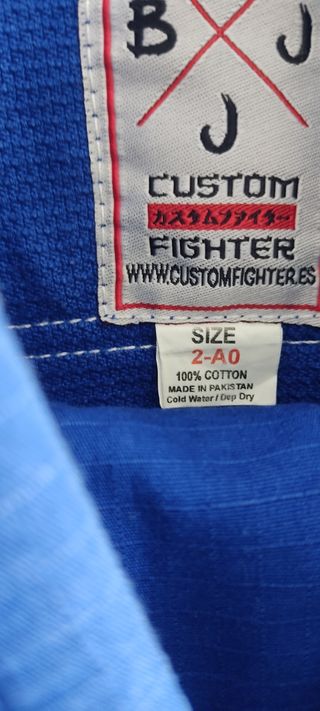 B J
J
CUSTOM
カスタムファイター
FIGHTER
WWW.CUSTOMFIGHTER.ES
SIZE
2-A0
100% COTTON
MADE IN PAKISTAN
Cold Water / Dep Dry